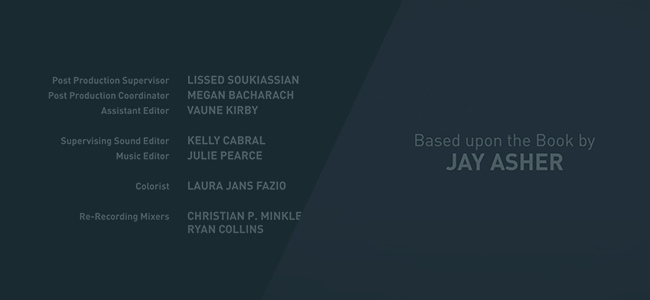 Post Production Supervisor LISSED SOUKIASSIAN
Post Production Coordinator MEGAN BACHARACH
Assistant Editor VAUNE KIRBY
Supervising Sound Editor KELLY CABRAL
Music Editor JULIE PEARCE
Colorist LAURA JANS FAZIO
Re-Recording Mixers CHRISTIAN P. MINKLE
RYAN COLLINS
Based upon the Book by
JAY ASHER